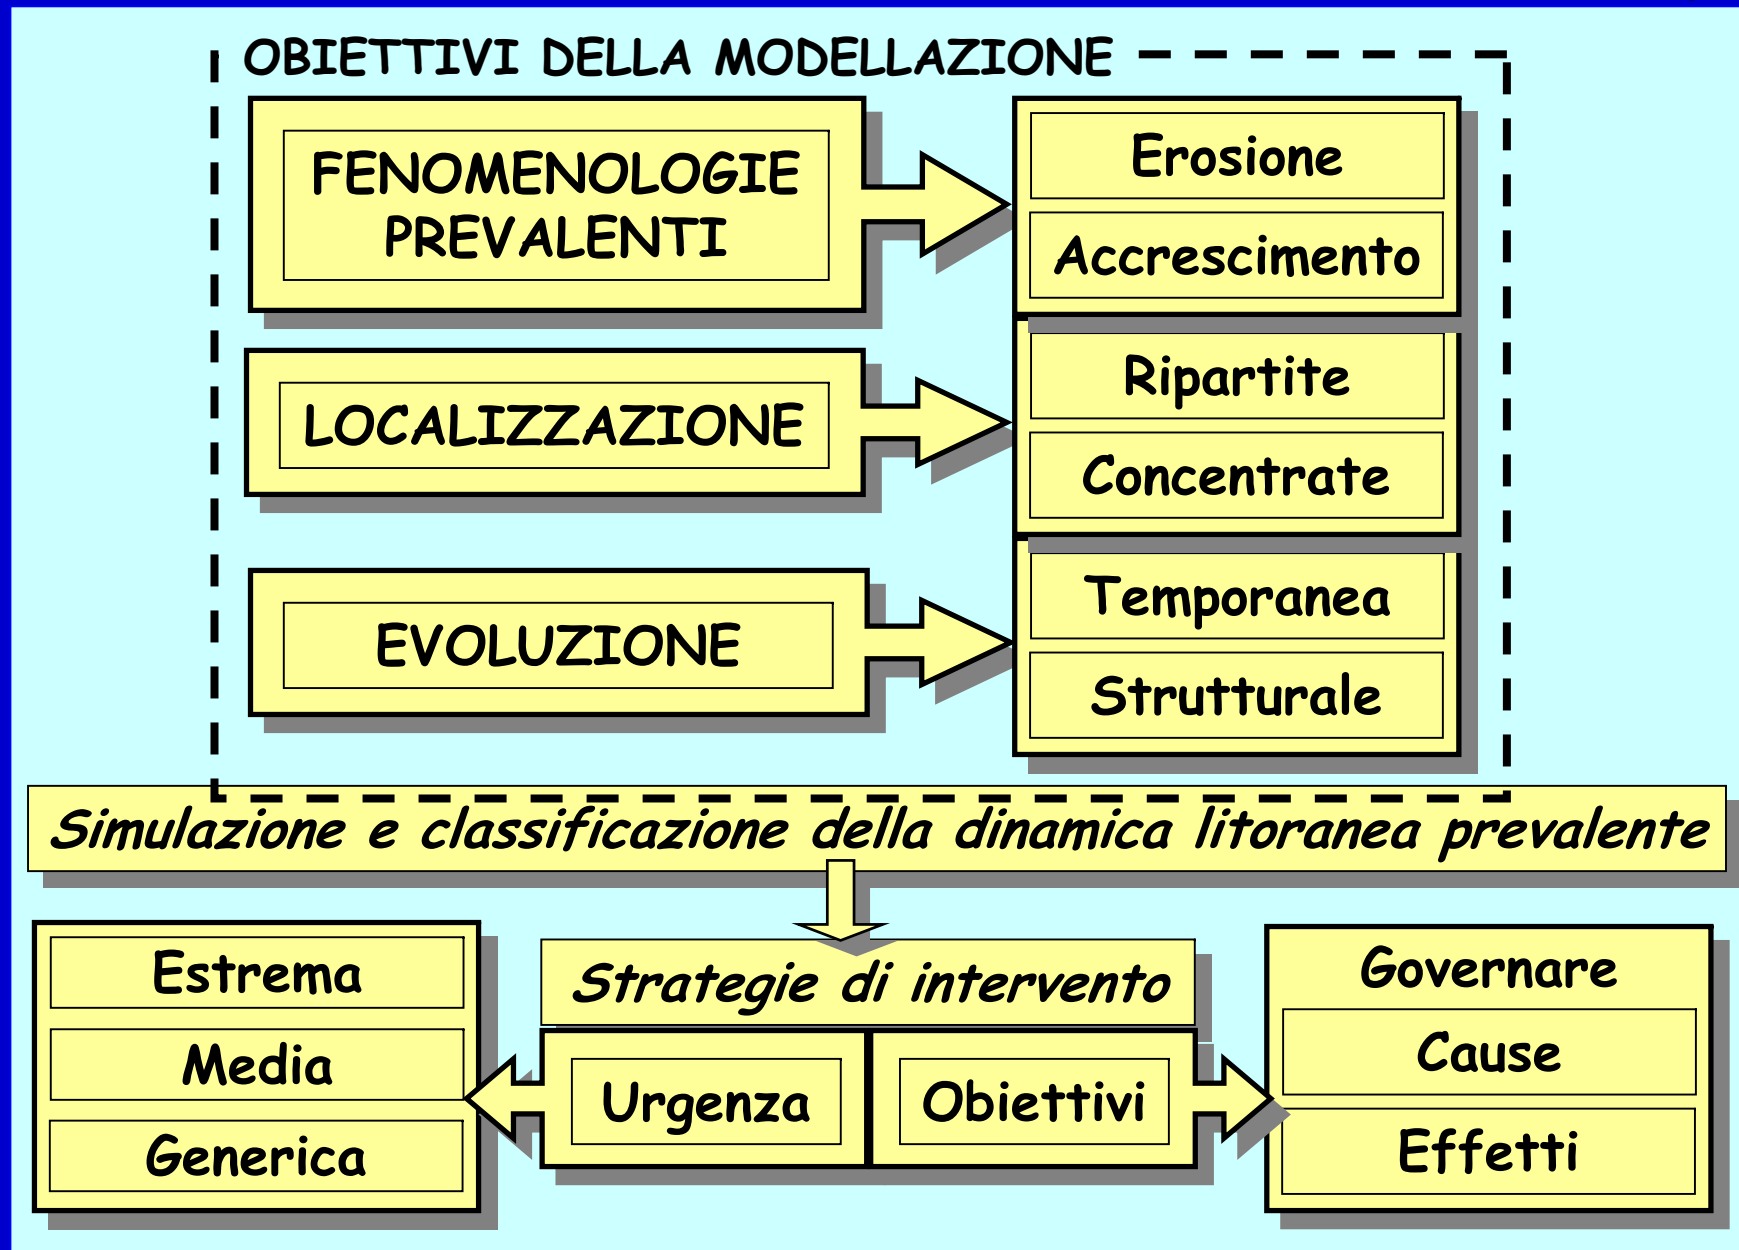 OBIETTIVI DELLA MODELLAZIONE
FENOMENOLOGIE
PREVALENTI
Erosione
Accrescimento
LOCALIZZAZIONE
Ripartite
Concentrate
EVOLUZIONE
Temporanea
Strutturale
Simulazione e classificazione della dinamica litoranea prevalente
Strategie di intervento
Urgenza
Obiettivi
Estrema
Media
Generica
Governare
Cause
Effetti